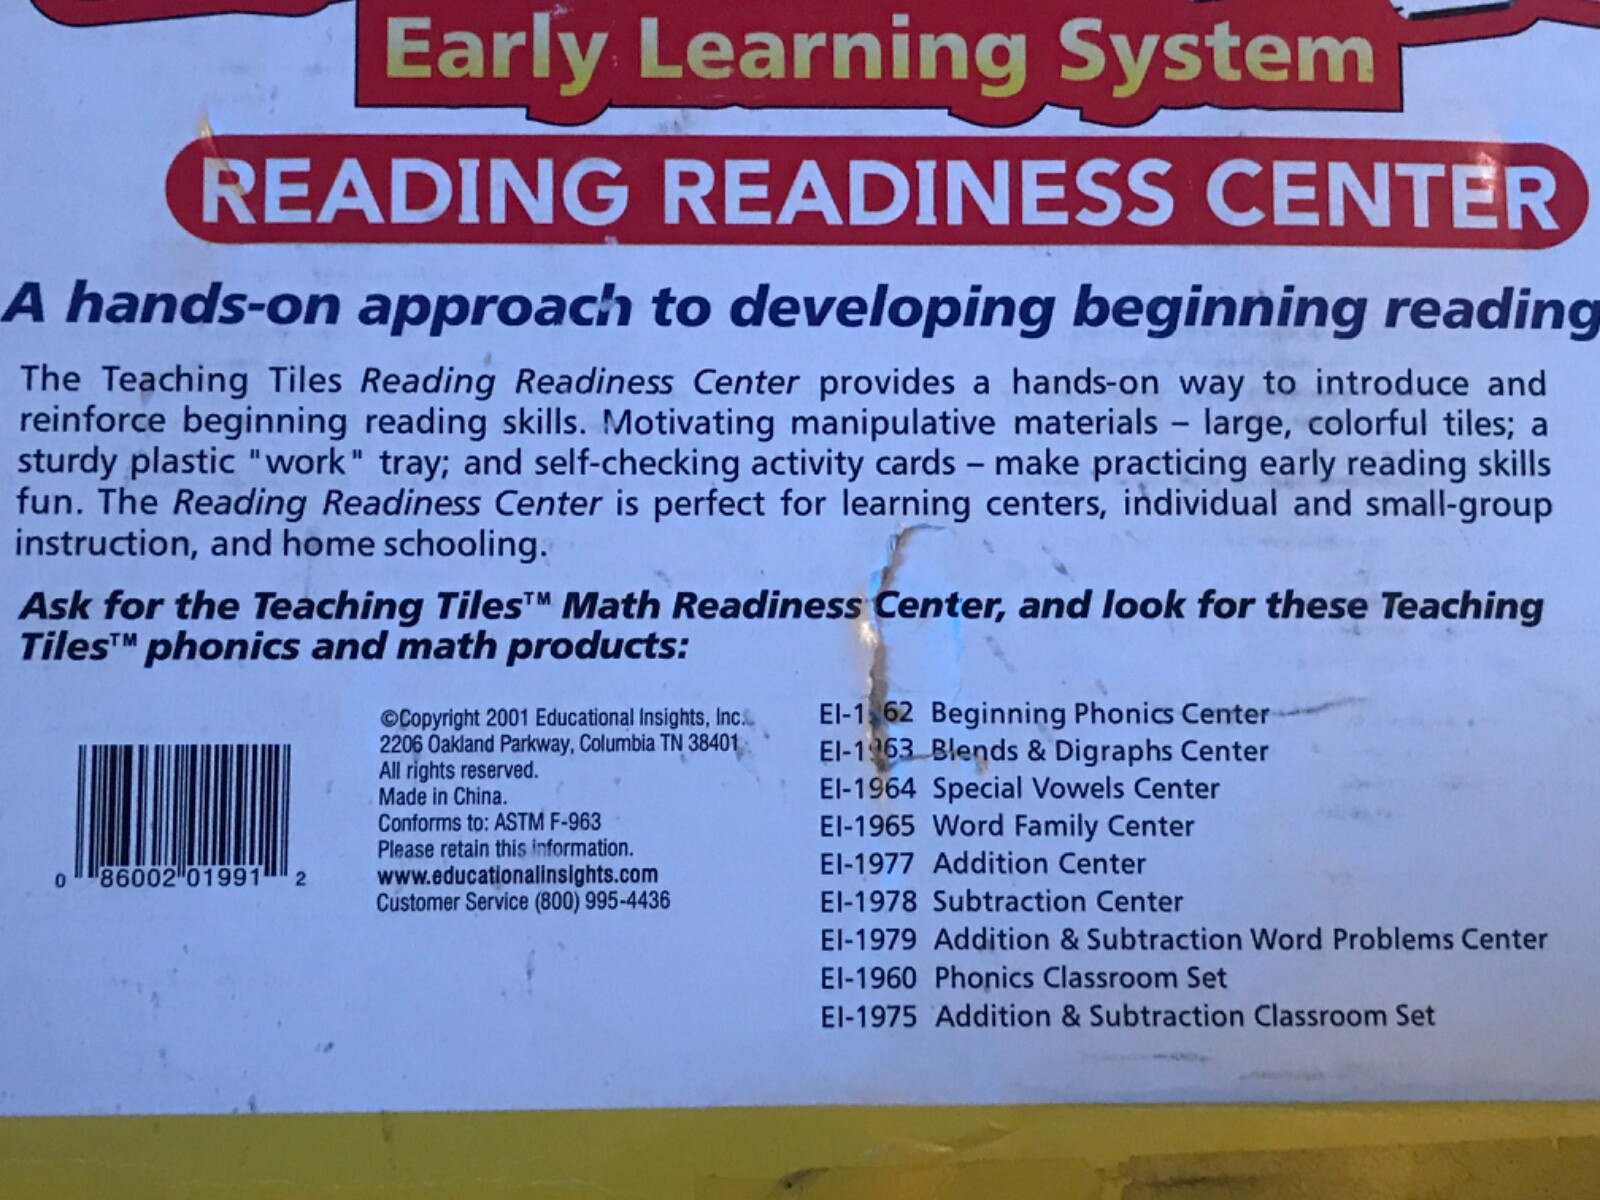 Early Learning System
READING READINESS CENTER
A hands-on approach to developing beginning reading
The Teaching Tiles Reading Readiness Center provides a hands-on way to introduce and
reinforce beginning reading skills. Motivating manipulative materials – large, colorful tiles; a
sturdy plastic "work" tray; and self-checking activity cards – make practicing early reading skills
fun. The Reading Readiness Center is perfect for learning centers, individual and small-group
instruction, and home schooling.
Ask for the Teaching Tiles™ Math Readiness Center, and look for these Teaching
Tiles™ phonics and math products:
©Copyright 2001 Educational Insights, Inc.
2206 Oakland Parkway, Columbia TN 38401
All rights reserved.
Made in China.
Conforms to: ASTM F-963
Please retain this information.
www.educationalinsights.com
Customer Service (800) 995-4436
0 86002 01991 2
Beginning Phonics Center
EI-1963 Blends & Digraphs Center
EI-1964 Special Vowels Center
EI-1965 Word Family Center
EI-1977 Addition Center
EI-1978 Subtraction Center
EI-1979 Addition & Subtraction Word Problems Center
EI-1960 Phonics Classroom Set
EI-1975 Addition & Subtraction Classroom Set